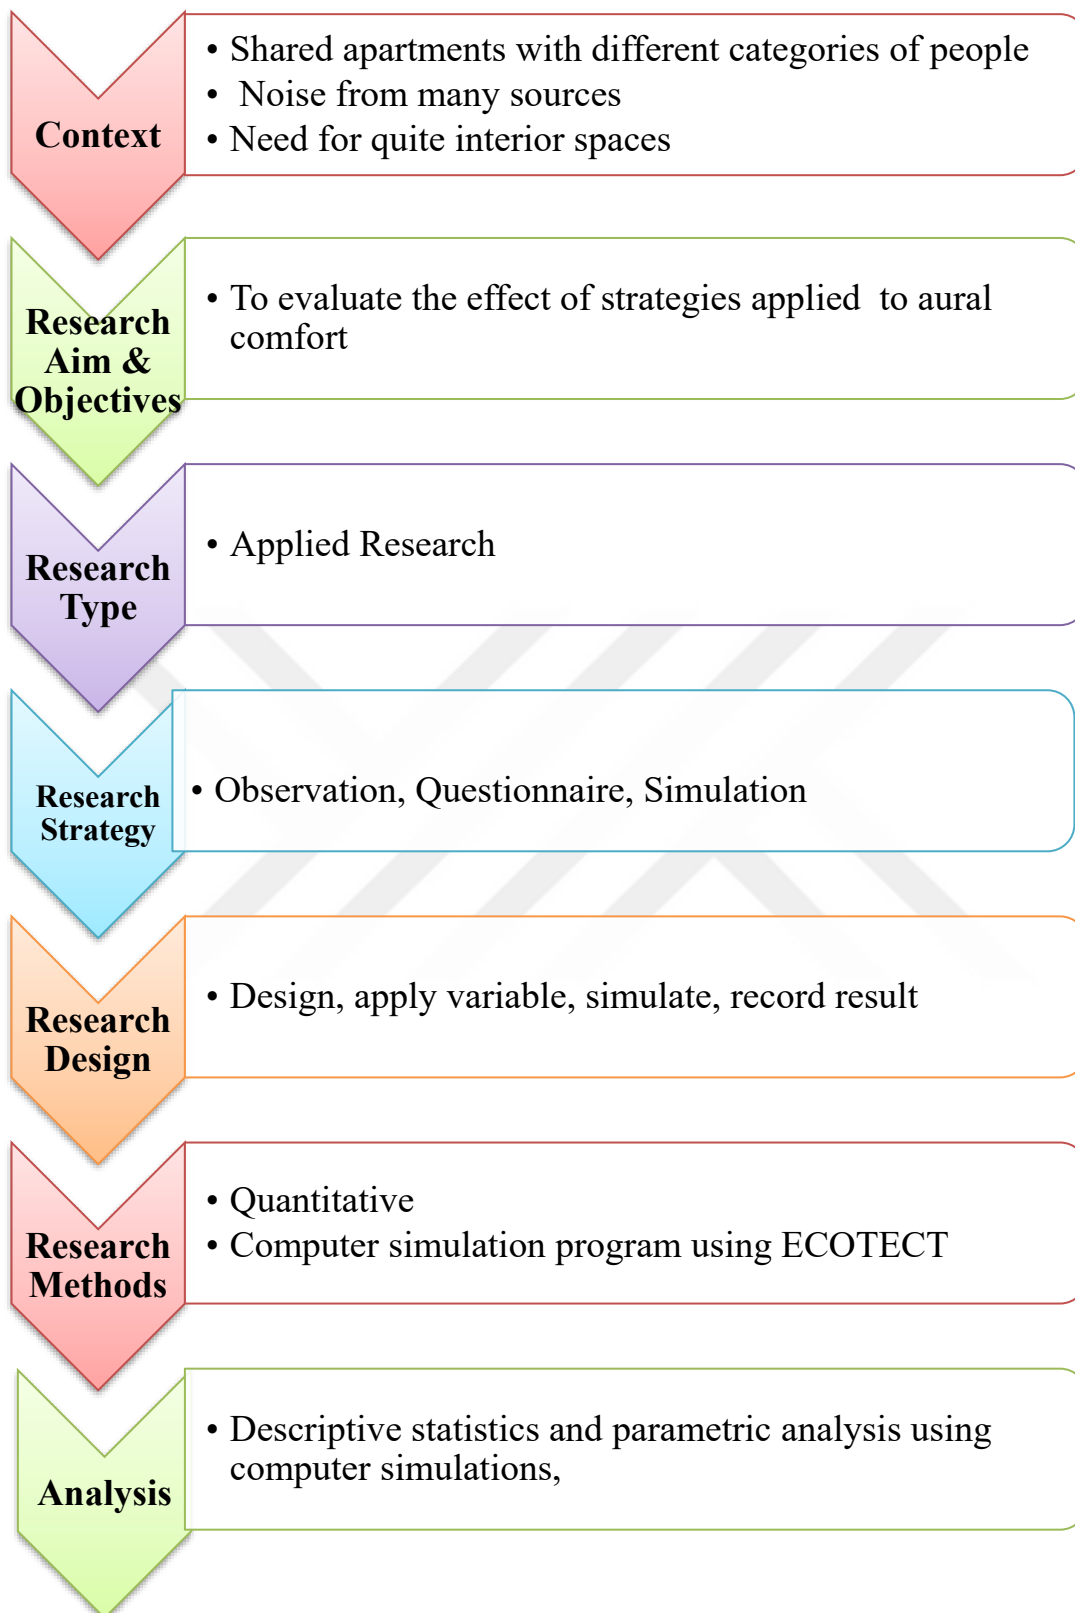 Context
• Shared apartments with different categories of people
• Noise from many sources
• Need for quite interior spaces
Research
Aim &
Objectives
• To evaluate the effect of strategies applied to aural
comfort
Research
Type
• Applied Research
Research
Strategy
• Observation, Questionnaire, Simulation
Research
Design
• Design, apply variable, simulate, record result
Research
Methods
• Quantitative
• Computer simulation program using ECOTECT
Analysis
• Descriptive statistics and parametric analysis using
computer simulations,